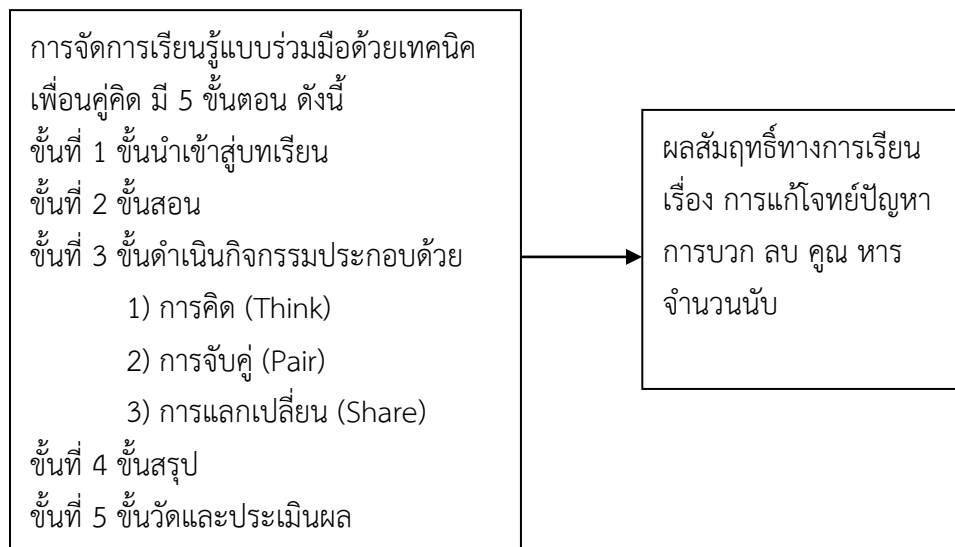 การจัดการเรียนรู้แบบร่วมมือด้วยเทคนิค
เพื่อนคู่คิด มี 5 ขั้นตอน ดังนี้
ขั้นที่ 1 ขั้นนำเข้าสู่บทเรียน
ขั้นที่ 2 ขั้นสอน
ขั้นที่ 3 ขั้นดำเนินกิจกรรมประกอบด้วย
1) การคิด (Think)
2) การจับคู่ (Pair)
3) การแลกเปลี่ยน (Share)
ขั้นที่ 4 ขั้นสรุป
ขั้นที่ 5 ขั้นวัดและประเมินผล
ผลสัมฤทธิ์ทางการเรียน
เรื่อง การแก้โจทย์ปัญหา
การบวก ลบ คูณ หาร
จำนวนนับ